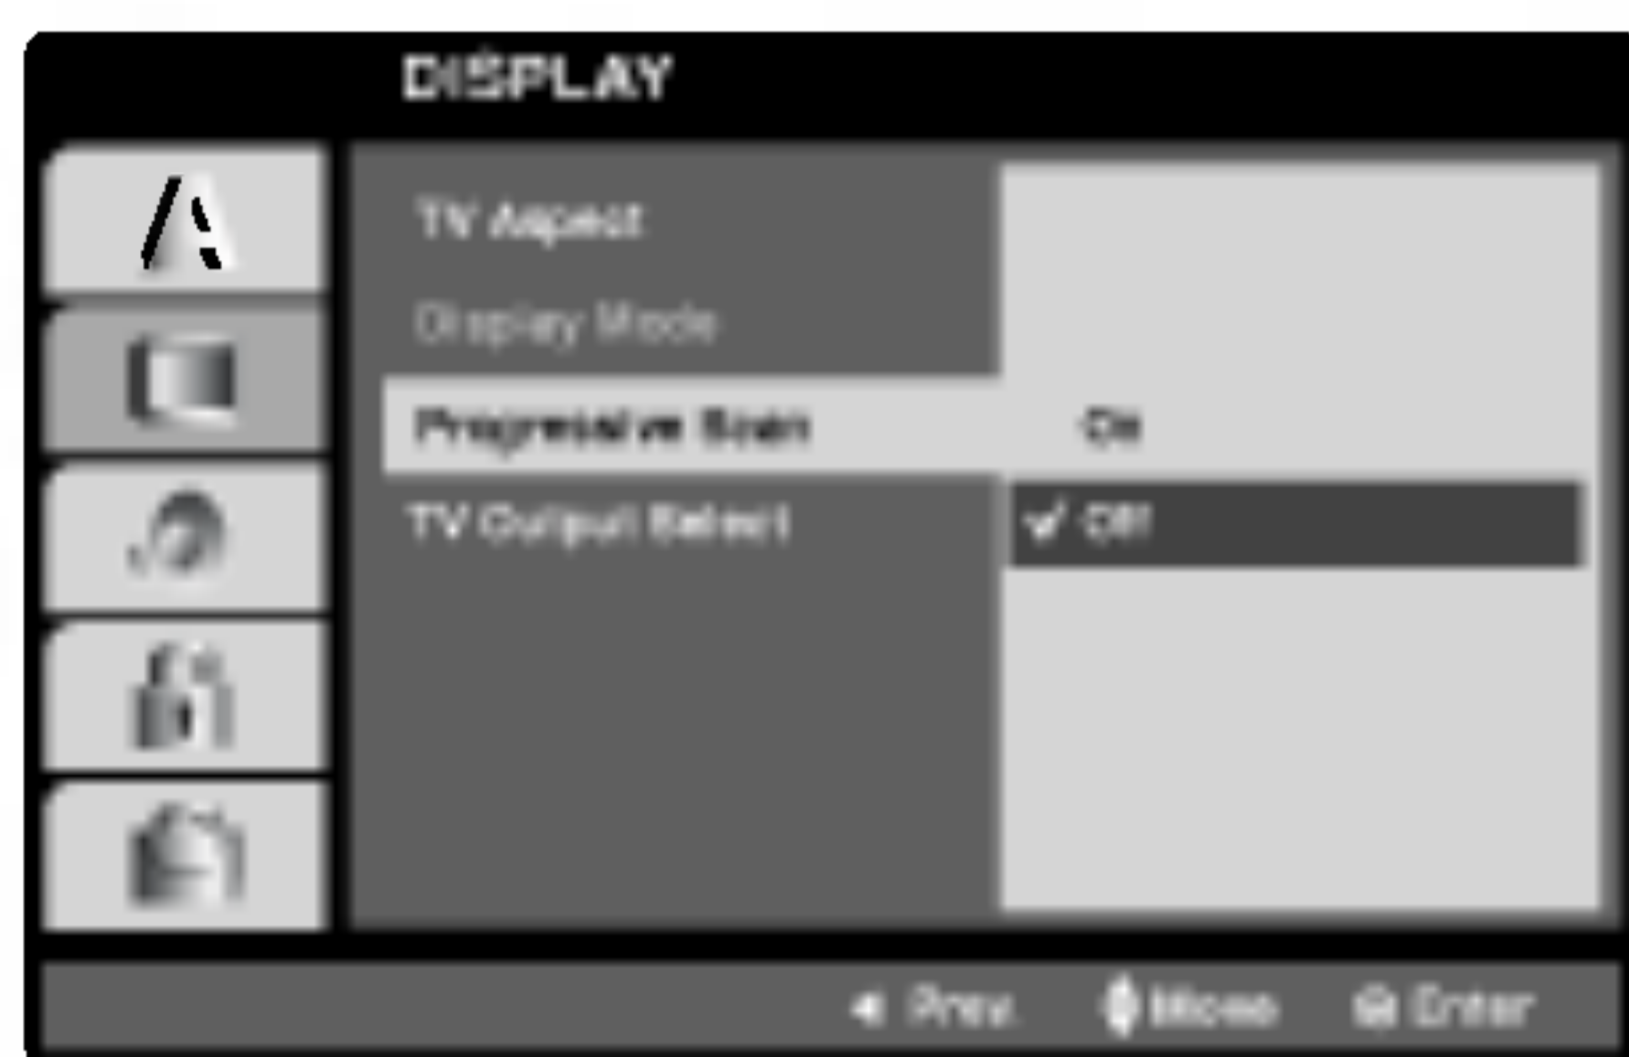 DISPLAY
TV Aspect
Display Mode
Progressive Scan On
TV Output Select ✓ Off
◀ Prev. Move Enter